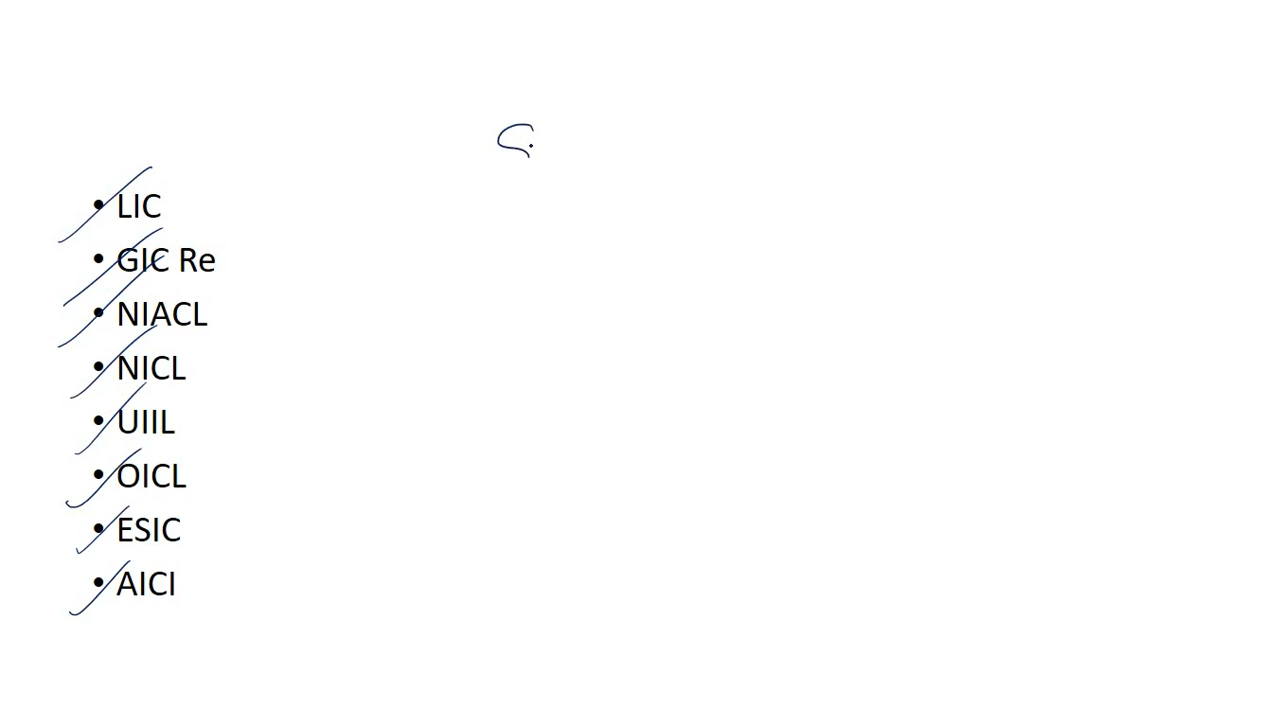 • LIC
• GIC Re
• NIACL
• NICL
• UIIL
• OICL
• ESIC
• AICI